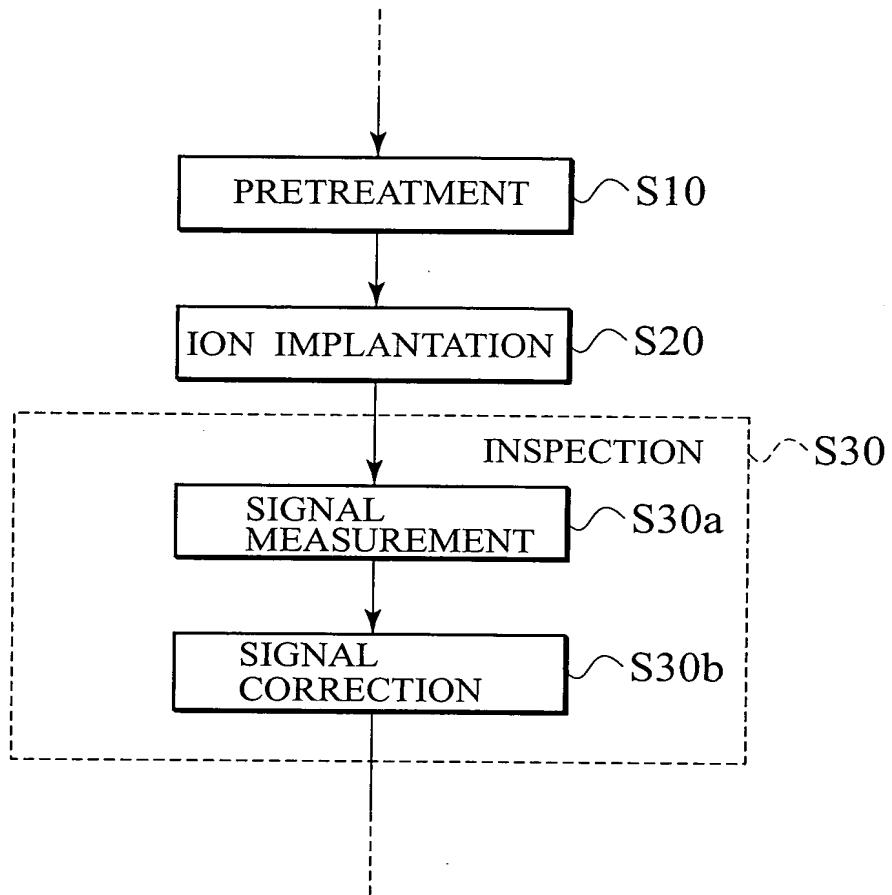 PRETREATMENT S10
ION IMPLANTATION S20
INSPECTION S30
SIGNAL
MEASUREMENT S30a
SIGNAL
CORRECTION S30b